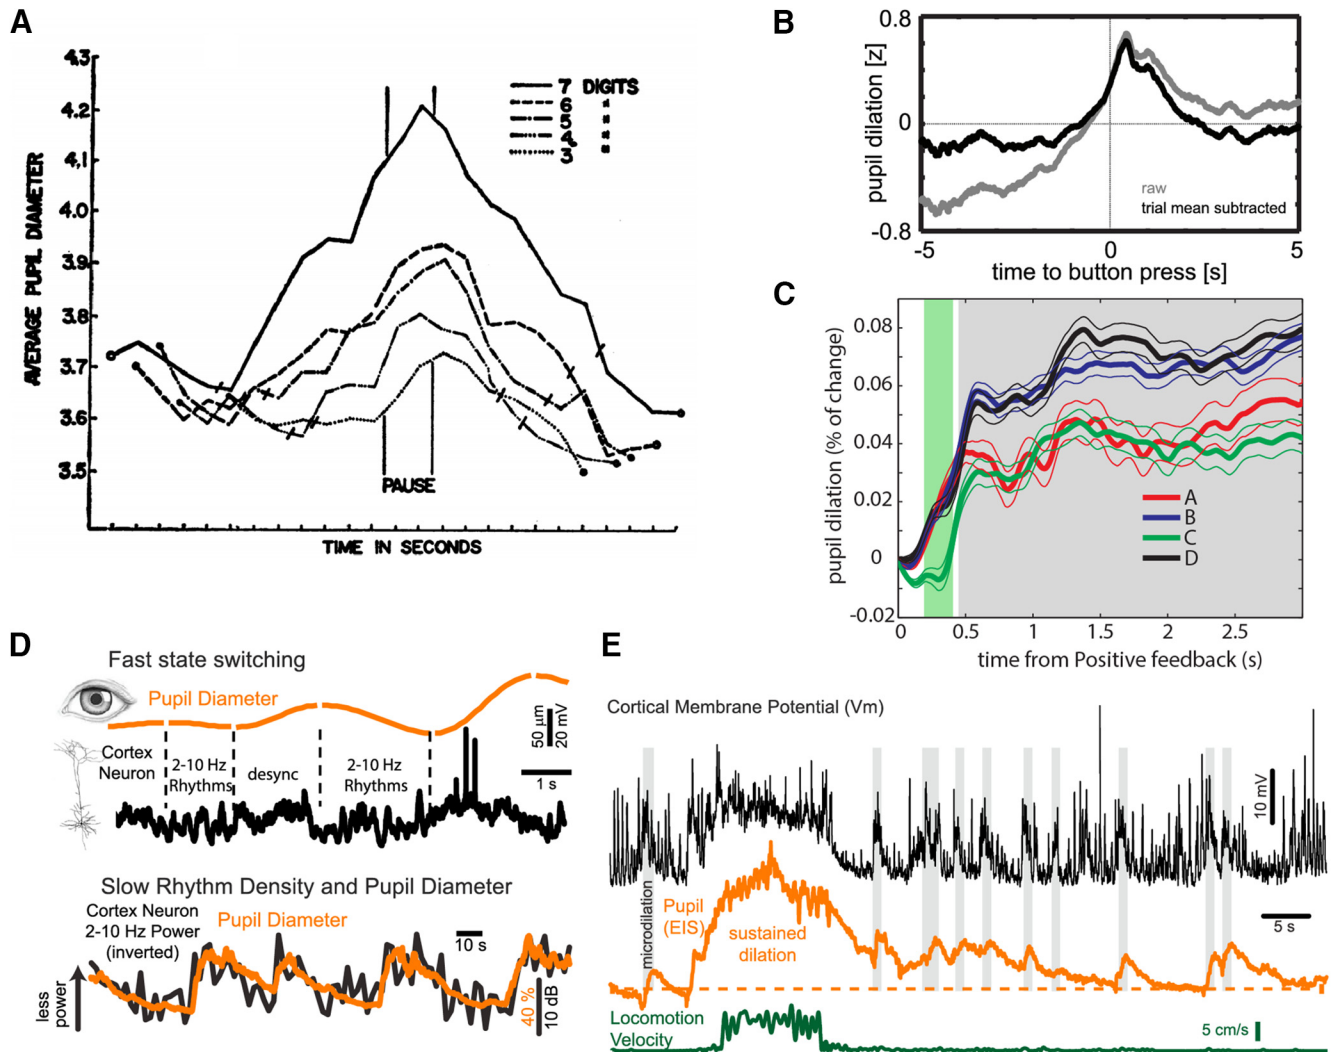 A
4.3
4.2
4.1
4.0
3.9
3.8
3.7
3.6
3.5
AVERAGE PUPIL DIAMETER
7 DIGITS
6 "
5 "
4 "
3 "
PAUSE
TIME IN SECONDS
B
0.8
0
-0.8
pupil dilation [z]
raw
trial mean subtracted
-5
0
5
time to button press [s]
C
0.08
0.06
0.04
0.02
0
-0.02
pupil dilation (% of change)
A
B
C
D
0
0.5
1
1.5
2
2.5
time from Positive feedback (s)
D
Fast state switching
Pupil Diameter
Cortex
Neuron
2-10 Hz
Rhythms
desync
2-10 Hz
Rhythms
50 μm
20 mV
1 s
Slow Rhythm Density and Pupil Diameter
Cortex Neuron
2-10 Hz Power
(inverted)
Pupil Diameter
10 s
less
power
40 %
10 dB
E
Cortical Membrane Potential (Vm)
10 mV
microdilation
Pupil
(EIS)
sustained
dilation
5 s
Locomotion
Velocity
5 cm/s